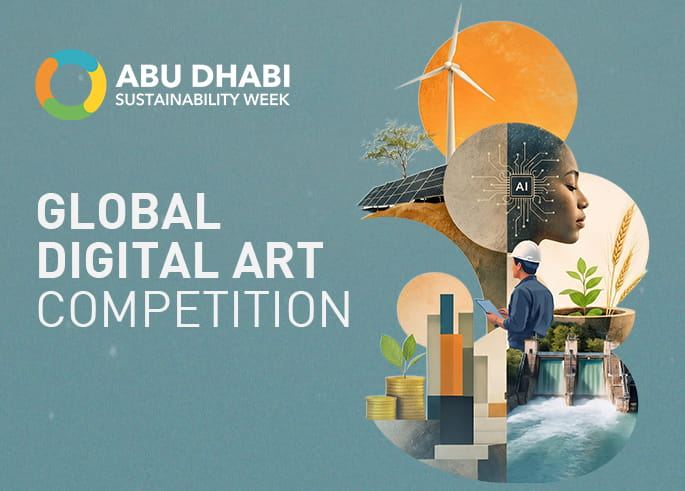 ABU DHABI
SUSTAINABILITY WEEK
GLOBAL
DIGITAL ART
COMPETITION
AI